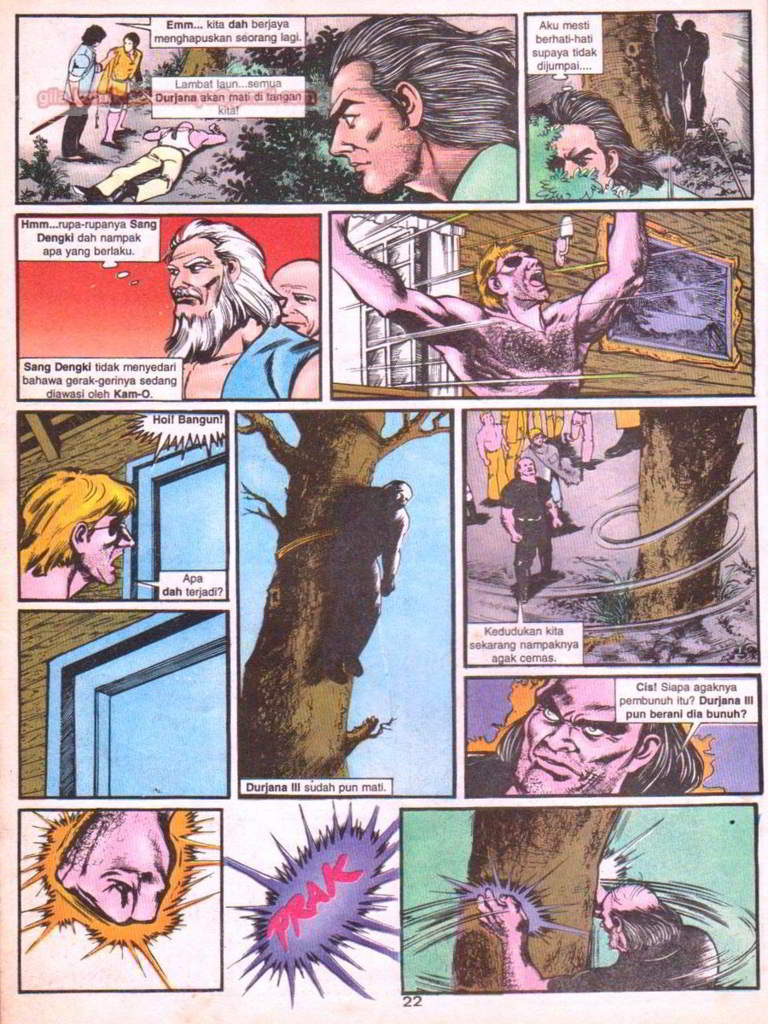 Emm... kita dah berjaya
menghapuskan seorang lagi.
Lambat laun...semua
Durjana akan mati di tangan
kita!
Aku mesti
berhati-hati
supaya tidak
dijumpai....
Hmm...rupa-rupanya Sang
Dengki dah nampak
apa yang berlaku.
Sang Dengki tidak menyedari
bahawa gerak-gerinya sedang
diawasi oleh Kam-O.
Hoi! Bangun!
Apa
dah terjadi?
Durjana III sudah pun mati.
Kedudukan kita
sekarang nampaknya
agak cemas.
Cis! Siapa agaknya
pembunuh itu? Durjana III
pun berani dia bunuh?
PRAK
22